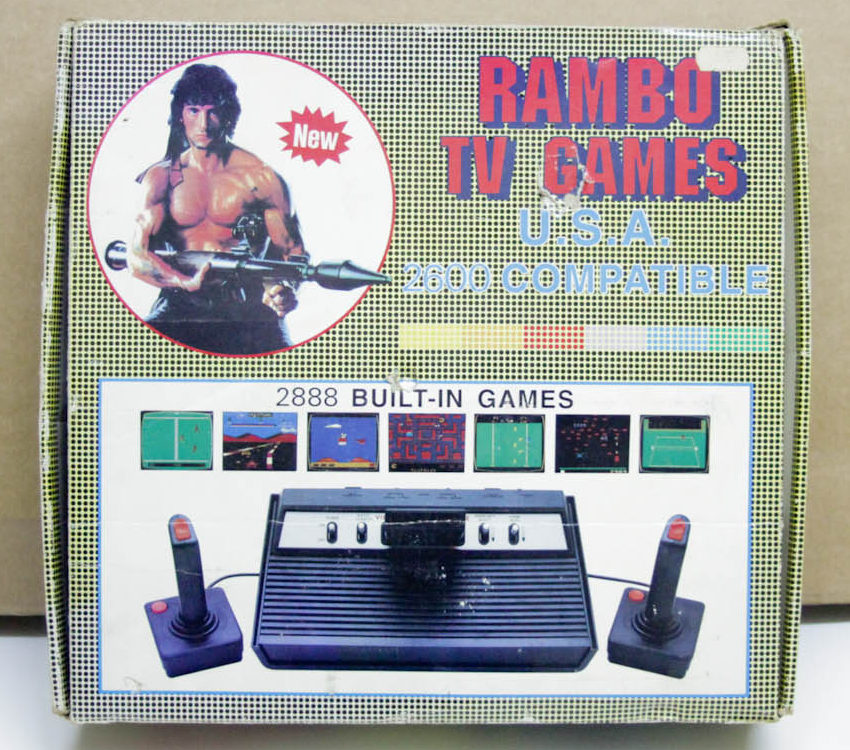 New
RAMBO
TV GAMES
U.S.A.
2600 COMPATIBLE
2888 BUILT-IN GAMES